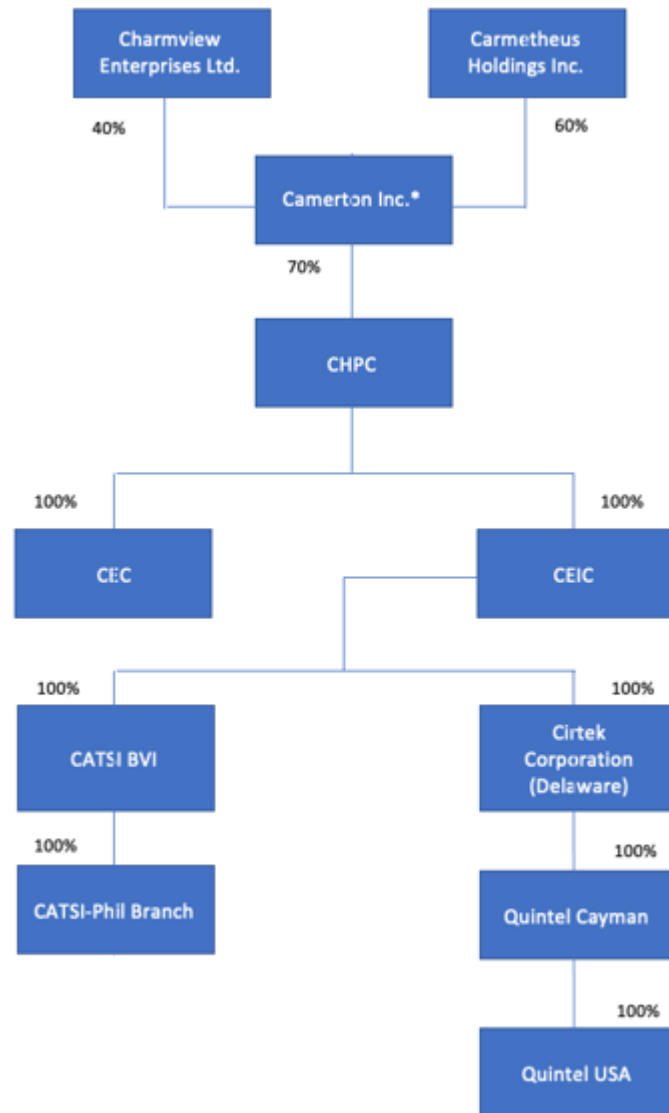 Charmview
Enterprises Ltd.
Carmetheus
Holdings Inc.
40%
60%
Camerton Inc.*
70%
CHPC
100%
100%
CEC
CEIC
100%
100%
CATSI BVI
Cirtek
Corporation
(Delaware)
100%
100%
CATSI-Phil Branch
Quintel Cayman
100%
Quintel USA